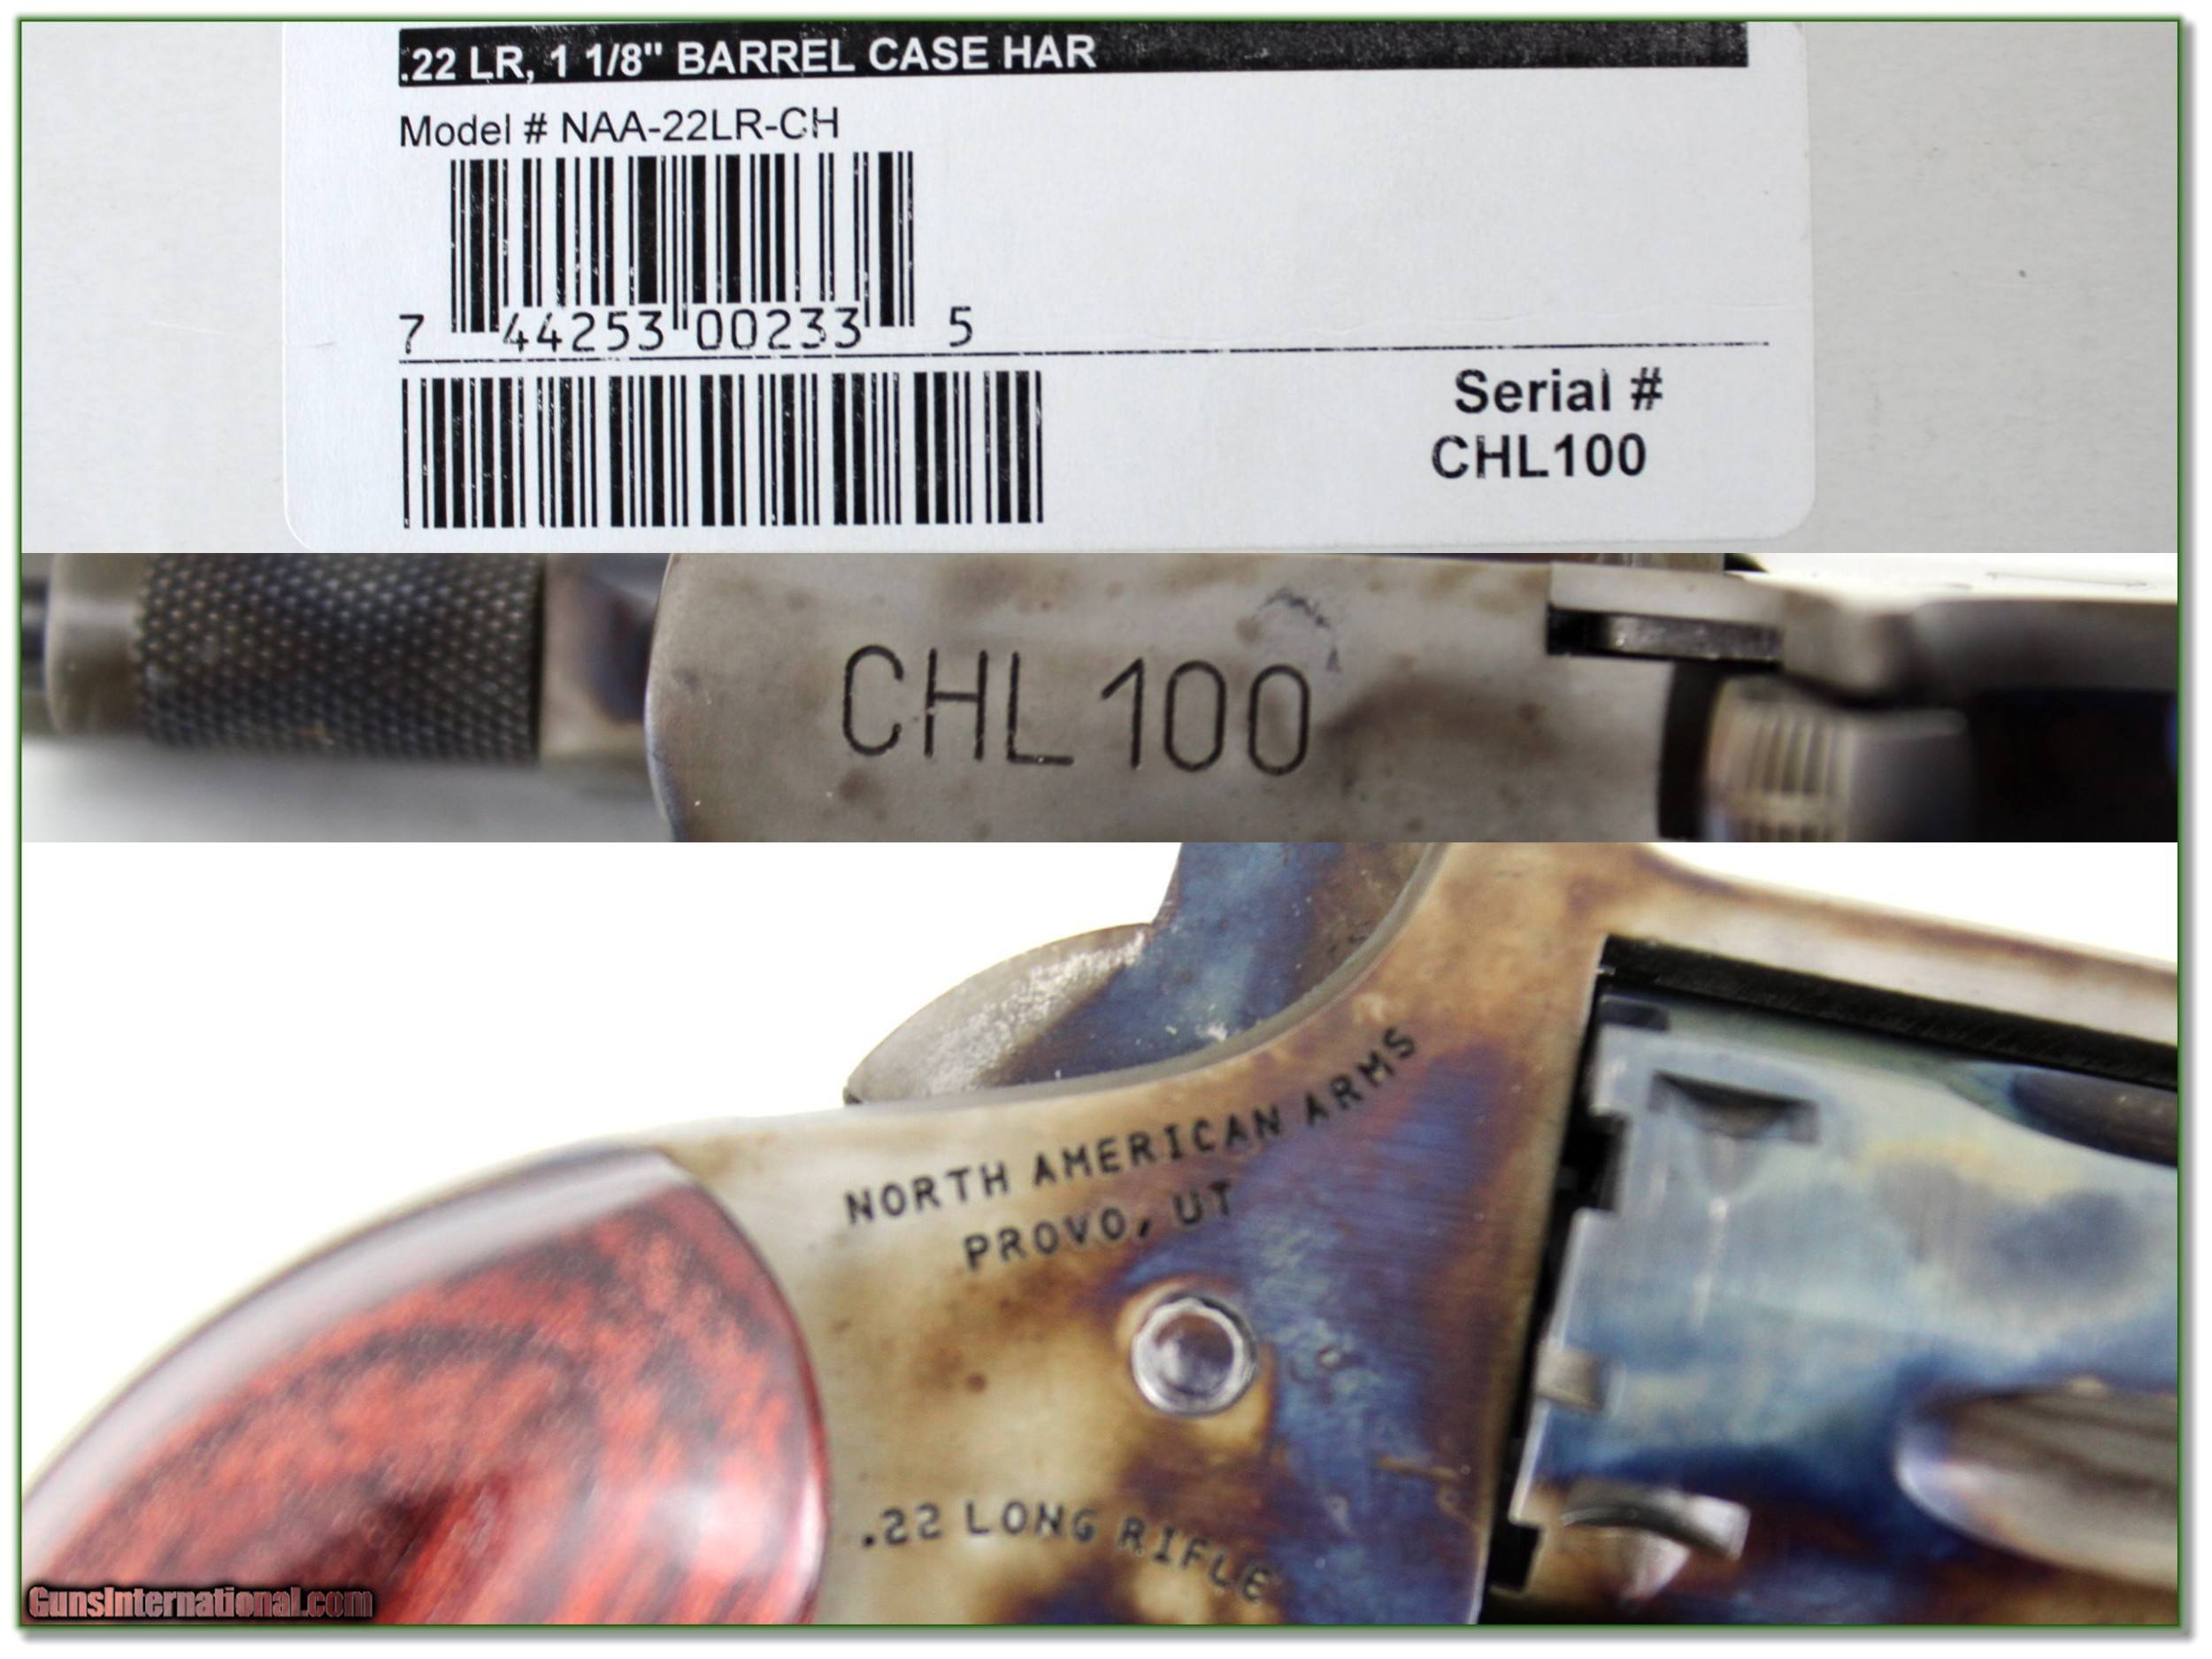 .22 LR, 1 1/8" BARREL CASE HAR
Model # NAA-22LR-CH
7 44253 00233 5
Serial #
CHL100
CHL100
NORTH AMERICAN ARMS
PROVO, UT
.22 LONG RIFLE
GunsInternational.com